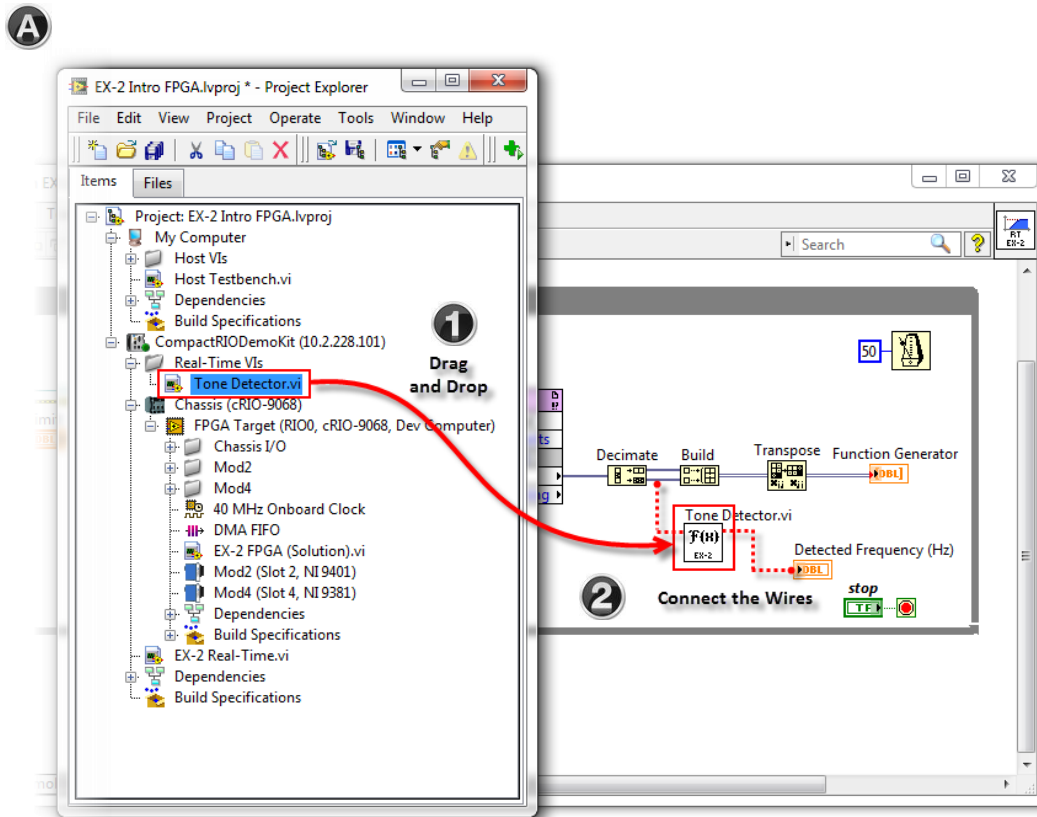 A
EX-2 Intro FPGA.lvproj * - Project Explorer
File Edit View Project Operate Tools Window Help
Items Files
Project: EX-2 Intro FPGA.lvproj
My Computer
Host VIs
Host Testbench.vi
Dependencies
Build Specifications
CompactRIODemoKit (10.2.228.101)
Real-Time VIs
Tone Detector.vi
Chassis (cRIO-9068)
FPGA Target (RIO0, cRIO-9068, Dev Computer)
Chassis I/O
Mod2
Mod4
40 MHz Onboard Clock
DMA FIFO
EX-2 FPGA (Solution).vi
Mod2 (Slot 2, NI 9401)
Mod4 (Slot 4, NI 9381)
Dependencies
Build Specifications
EX-2 Real-Time.vi
Dependencies
Build Specifications
1
Drag
and Drop
Search
?
RT
EX-2
50
Decimate Build Transpose Function Generator
DBL
Tone Detector.vi
F(x)
EX-2
Detected Frequency (Hz)
DBL
2
Connect the Wires
stop
TF